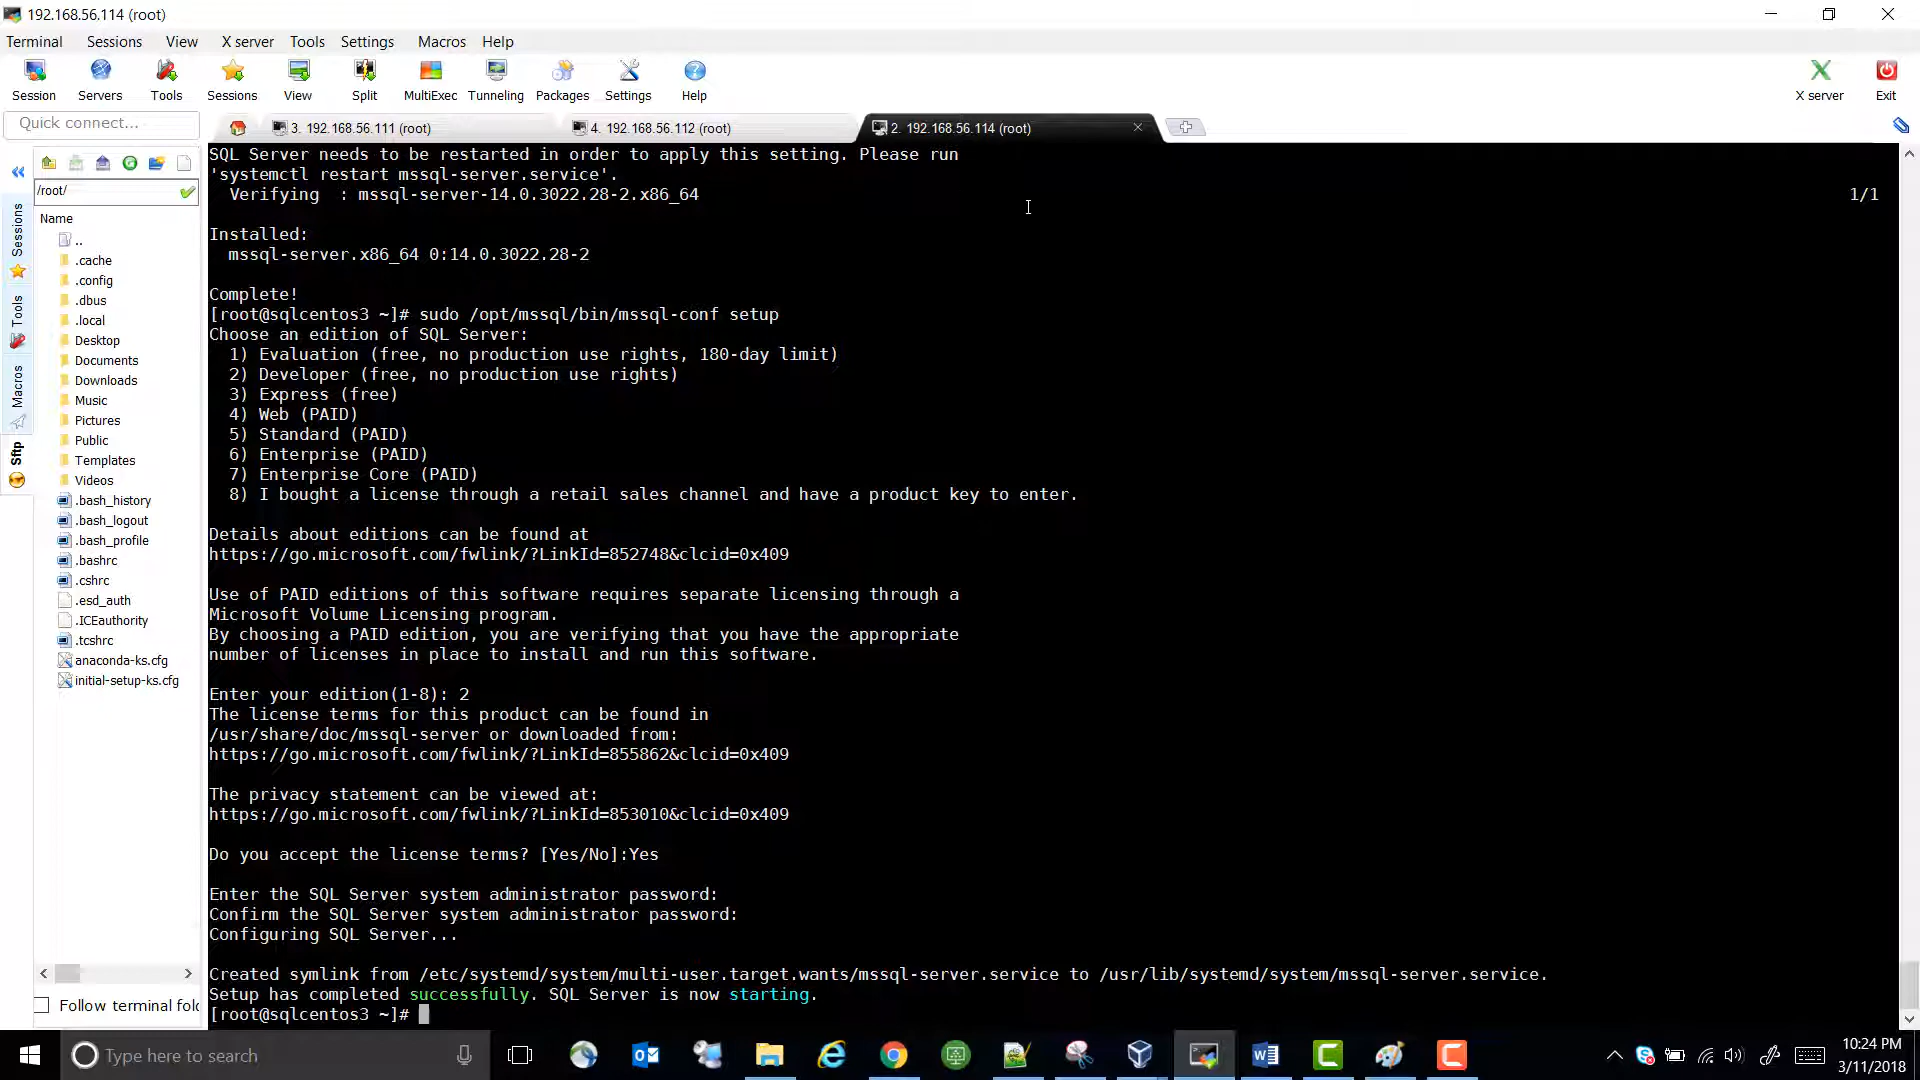 192.168.56.114 (root)
Terminal Sessions View X server Tools Settings Macros Help
Session Servers Tools Sessions View Split MultiExec Tunneling Packages Settings Help X server Exit
Quick connect...
3. 192.168.56.111 (root)
4. 192.168.56.112 (root)
2. 192.168.56.114 (root)
Sessions
Tools
Macros
Sftp
/root/
Name
..
.cache
.config
.dbus
.local
Desktop
Documents
Downloads
Music
Pictures
Public
Templates
Videos
.bash_history
.bash_logout
.bash_profile
.bashrc
.cshrc
.esd_auth
.ICEauthority
.tcshrc
anaconda-ks.cfg
initial-setup-ks.cfg
Follow terminal fold
SQL Server needs to be restarted in order to apply this setting. Please run
'systemctl restart mssql-server.service'.
Verifying : mssql-server-14.0.3022.28-2.x86_64 1/1
Installed:
mssql-server.x86_64 0:14.0.3022.28-2
Complete!
[root@sqlcentos3 ~]# sudo /opt/mssql/bin/mssql-conf setup
Choose an edition of SQL Server:
1) Evaluation (free, no production use rights, 180-day limit)
2) Developer (free, no production use rights)
3) Express (free)
4) Web (PAID)
5) Standard (PAID)
6) Enterprise (PAID)
7) Enterprise Core (PAID)
8) I bought a license through a retail sales channel and have a product key to enter.
Details about editions can be found at
https://go.microsoft.com/fwlink/?LinkId=852748&clcid=0x409
Use of PAID editions of this software requires separate licensing through a
Microsoft Volume Licensing program.
By choosing a PAID edition, you are verifying that you have the appropriate
number of licenses in place to install and run this software.
Enter your edition(1-8): 2
The license terms for this product can be found in
/usr/share/doc/mssql-server or downloaded from:
https://go.microsoft.com/fwlink/?LinkId=855862&clcid=0x409
The privacy statement can be viewed at:
https://go.microsoft.com/fwlink/?LinkId=853010&clcid=0x409
Do you accept the license terms? [Yes/No]:Yes
Enter the SQL Server system administrator password:
Confirm the SQL Server system administrator password:
Configuring SQL Server...
Created symlink from /etc/systemd/system/multi-user.target.wants/mssql-server.service to /usr/lib/systemd/system/mssql-server.service.
Setup has completed successfully. SQL Server is now starting.
[root@sqlcentos3 ~]#
Type here to search
10:24 PM
3/11/2018